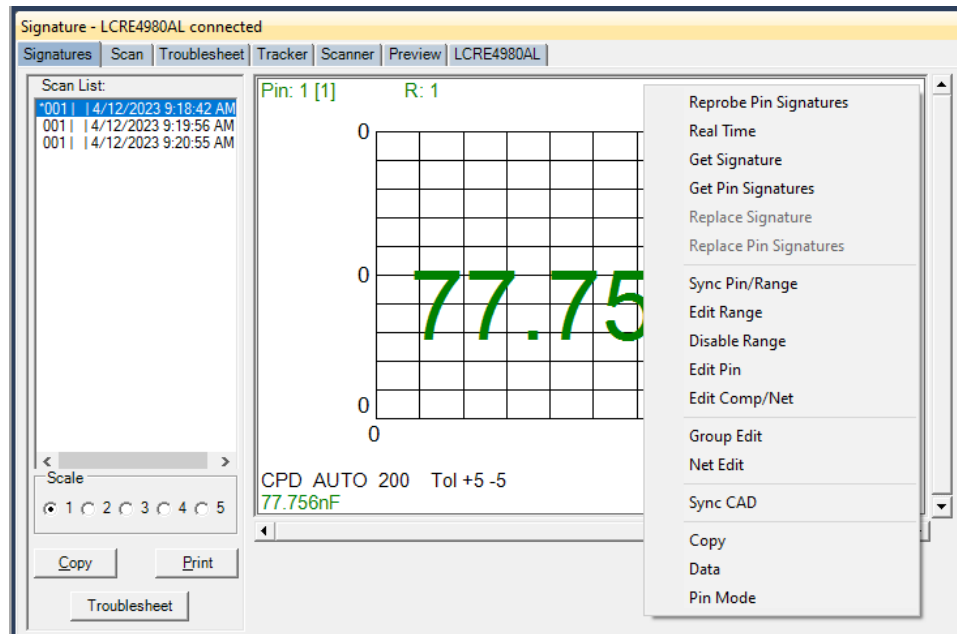 Signature - LCRE4980AL connected
Signatures Scan Troublesheet Tracker Scanner Preview LCRE4980AL
Scan List:
*001 | | 4/12/2023 9:18:42 AM
001 | | 4/12/2023 9:19:56 AM
001 | | 4/12/2023 9:20:55 AM
Scale
1 2 3 4 5
Copy Print
Troublesheet
Pin: 1 [1] R: 1
0
0
77.75
0
0
CPD AUTO 200 Tol +5 -5
77.756nF
Reprobe Pin Signatures
Real Time
Get Signature
Get Pin Signatures
Replace Signature
Replace Pin Signatures
Sync Pin/Range
Edit Range
Disable Range
Edit Pin
Edit Comp/Net
Group Edit
Net Edit
Sync CAD
Copy
Data
Pin Mode